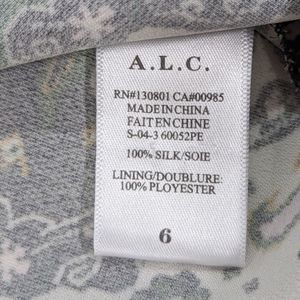 A.L.C.
RN#130801 CA#00985
MADE IN CHINA
FAIT EN CHINE
S-04-3 60052PE
100% SILK/SOIE
LINING/DOUBLURE:
100% PLOYESTER
6